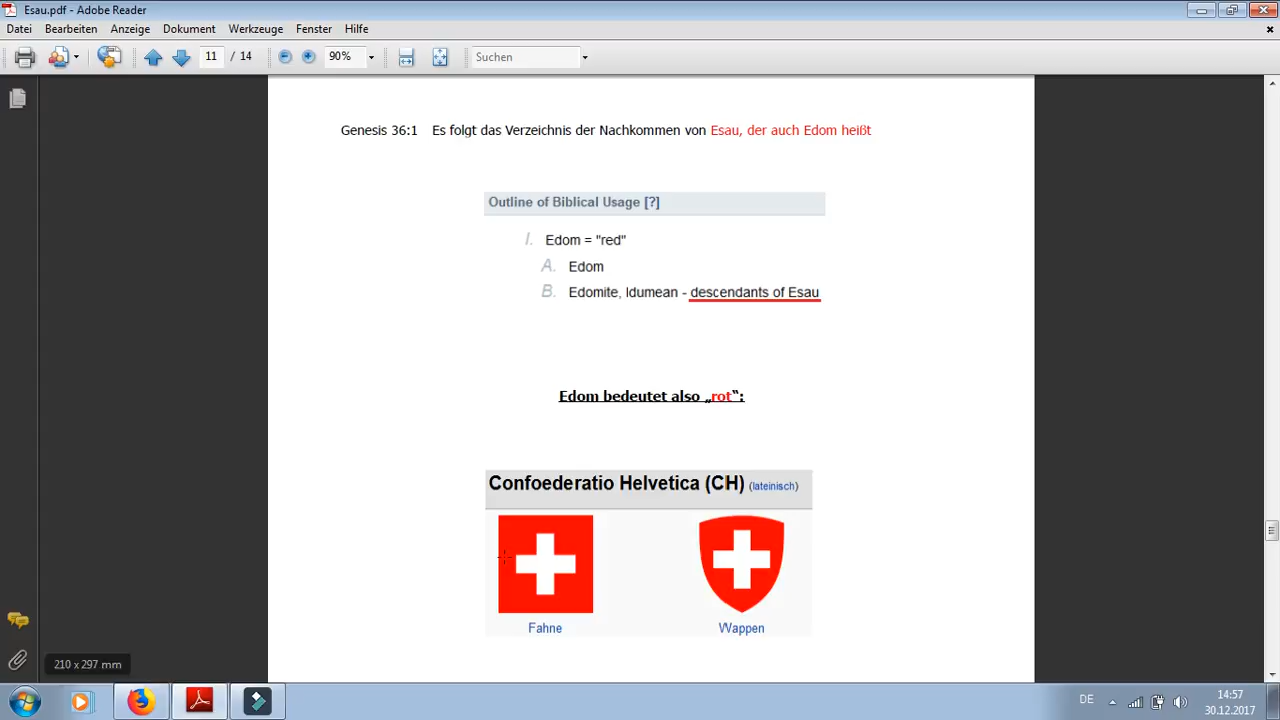 Esau.pdf - Adobe Reader
Datei Bearbeiten Anzeige Dokument Werkzeuge Fenster Hilfe
11 / 14 90% Suchen
Genesis 36:1 Es folgt das Verzeichnis der Nachkommen von Esau, der auch Edom heißt
Outline of Biblical Usage [?]
I. Edom = "red"
A. Edom
B. Edomite, Idumean - descendants of Esau
Edom bedeutet also „rot“:
Confoederatio Helvetica (CH) (lateinisch)
Fahne Wappen
210 x 297 mm
DE 14:57
30.12.2017